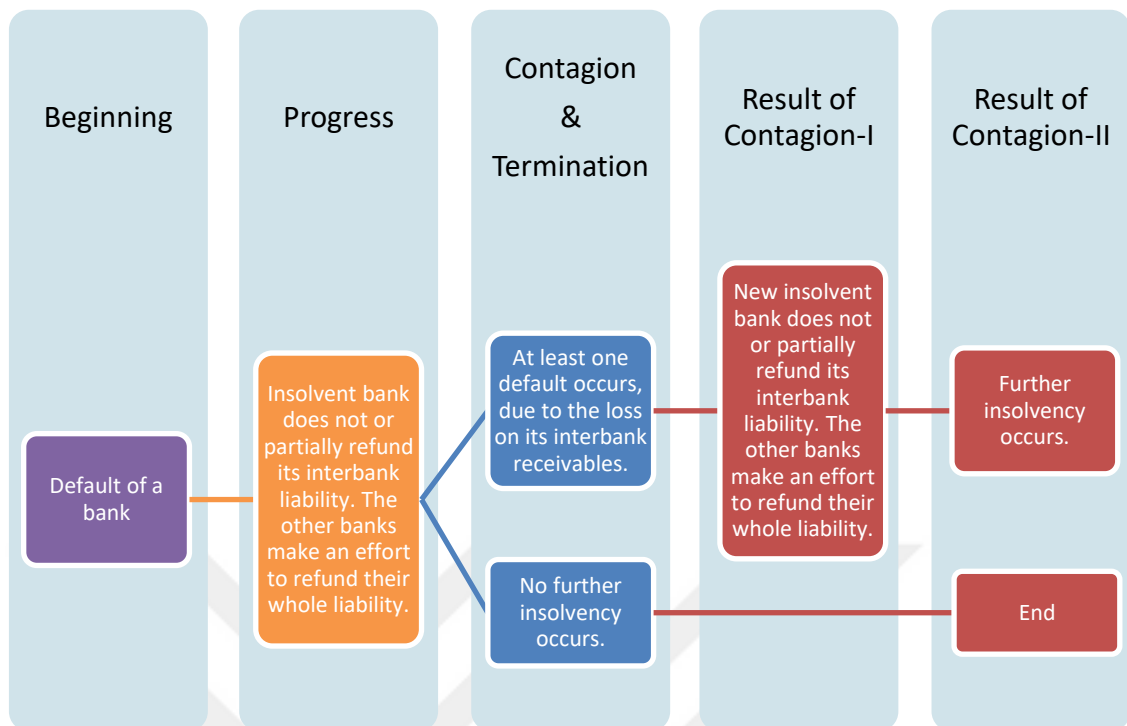 Beginning
Progress
Contagion
&
Termination
Result of
Contagion-I
Result of
Contagion-II
Default of a
bank
Insolvent bank
does not or
partially refund
its interbank
liability. The
other banks
make an effort
to refund their
whole liability.
At least one
default occurs,
due to the loss
on its interbank
receivables.
No further
insolvency
occurs.
New insolvent
bank does not
or partially
refund its
interbank
liability. The
other banks
make an effort
to refund their
whole liability.
Further
insolvency
occurs.
End